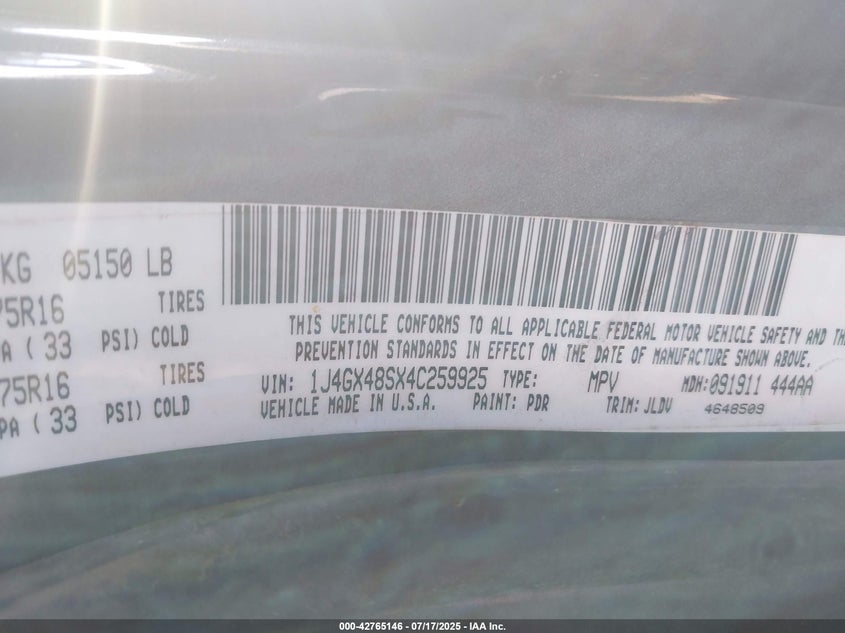 KG 05150 LB
75R16 TIRES
A ( 33 PSI) COLD
75R16 TIRES
PA ( 33 PSI) COLD
THIS VEHICLE CONFORMS TO ALL APPLICABLE FEDERAL MOTOR VEHICLE SAFETY AND
PREVENTION STANDARDS IN EFFECT ON THE DATE OF MANUFACTURE SHOWN ABOVE.
VIN: 1J4GX48SX4C259925 TYPE: MPV MDH: 091911 444AA
VEHICLE MADE IN U.S.A. PAINT: PDR TRIM: JLDV 4648509
000-42765146 - 07/17/2025 - IAA Inc.